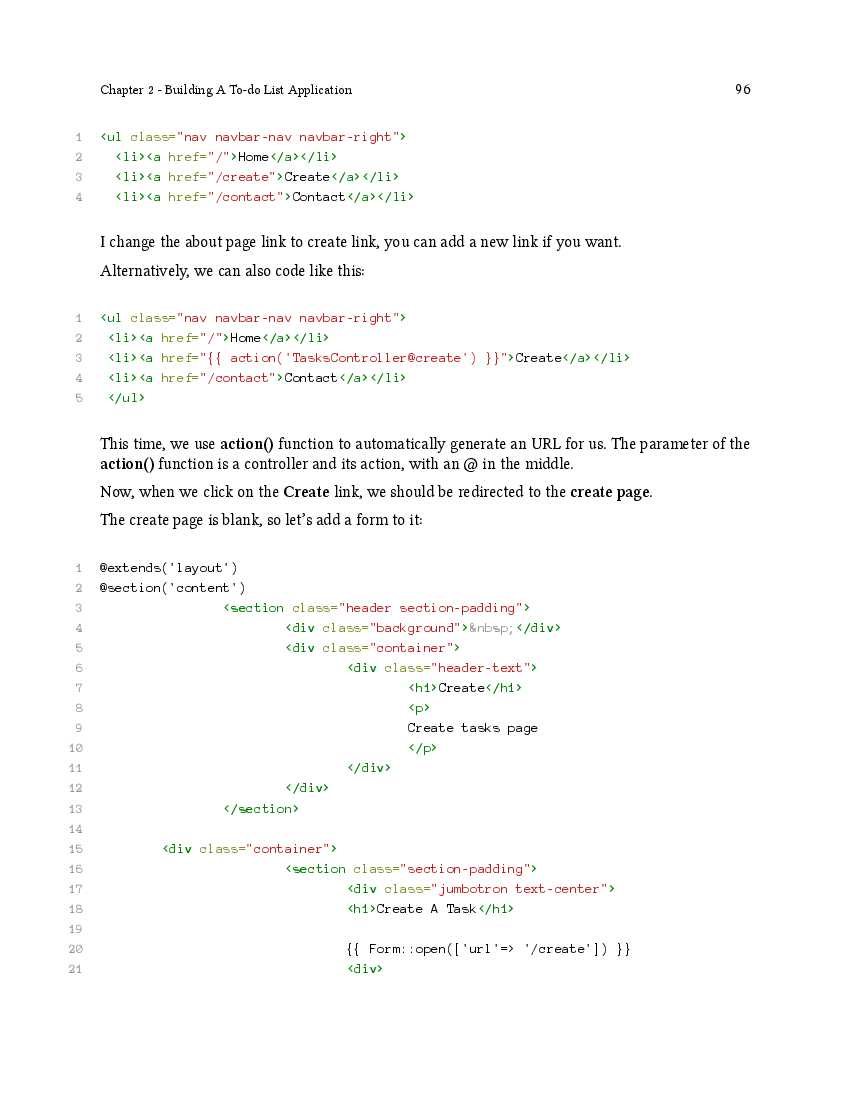 Chapter 2 - Building A To-do List Application 96
1 <ul class="nav navbar-nav navbar-right">
2   <li><a href="/">Home</a></li>
3   <li><a href="/create">Create</a></li>
4   <li><a href="/contact">Contact</a></li>
I change the about page link to create link, you can add a new link if you want.
Alternatively, we can also code like this:
1 <ul class="nav navbar-nav navbar-right">
2  <li><a href="/">Home</a></li>
3  <li><a href="{{ action('TasksController@create') }}">Create</a></li>
4  <li><a href="/contact">Contact</a></li>
5  </ul>
This time, we use action() function to automatically generate an URL for us. The parameter of the
action() function is a controller and its action, with an @ in the middle.
Now, when we click on the Create link, we should be redirected to the create page.
The create page is blank, so let's add a form to it:
1 @extends('layout')
2 @section('content')
3                 <section class="header section-padding">
4                         <div class="background">&nbsp;</div>
5                         <div class="container">
6                                 <div class="header-text">
7                                         <h1>Create</h1>
8                                         <p>
9                                         Create tasks page
10                                         </p>
11                                 </div>
12                         </div>
13                 </section>
14
15         <div class="container">
16                         <section class="section-padding">
17                                 <div class="jumbotron text-center">
18                                 <h1>Create A Task</h1>
19
20                                 {{ Form::open(['url'=> '/create']) }}
21                                 <div>